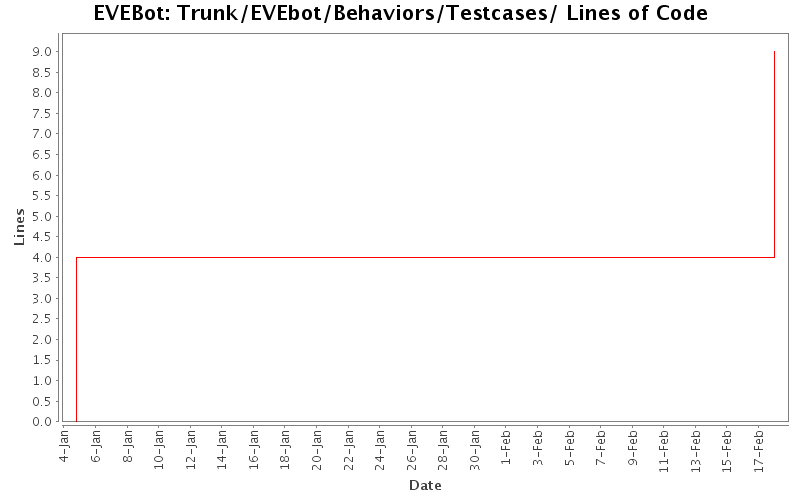 EVEBot: Trunk/EVEbot/Behaviors/Testcases/ Lines of Code
Lines
9.0
8.5
8.0
7.5
7.0
6.5
6.0
5.5
5.0
4.5
4.0
3.5
3.0
2.5
2.0
1.5
1.0
0.5
0.0
4-Jan
6-Jan
8-Jan
10-Jan
12-Jan
14-Jan
16-Jan
18-Jan
20-Jan
22-Jan
24-Jan
26-Jan
28-Jan
30-Jan
1-Feb
3-Feb
5-Feb
7-Feb
9-Feb
11-Feb
13-Feb
15-Feb
17-Feb
Date